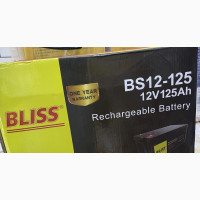 ONE YEAR
WARRANTY
BS12-125
12V125Ah
Rechargeable Battery
BLISS®